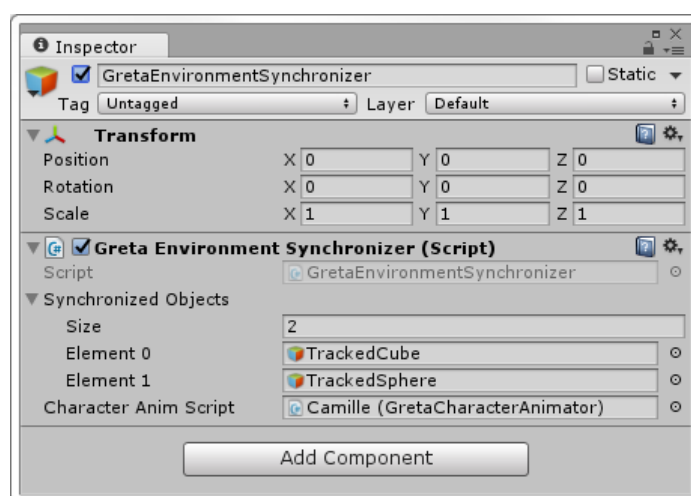 Inspector
GretaEnvironmentSynchronizer Static
Tag Untagged Layer Default
Transform
Position X 0 Y 0 Z 0
Rotation X 0 Y 0 Z 0
Scale X 1 Y 1 Z 1
Greta Environment Synchronizer (Script)
Script GretaEnvironmentSynchronizer
Synchronized Objects
Size 2
Element 0 TrackedCube
Element 1 TrackedSphere
Character Anim Script Camille (GretaCharacterAnimator)
Add Component